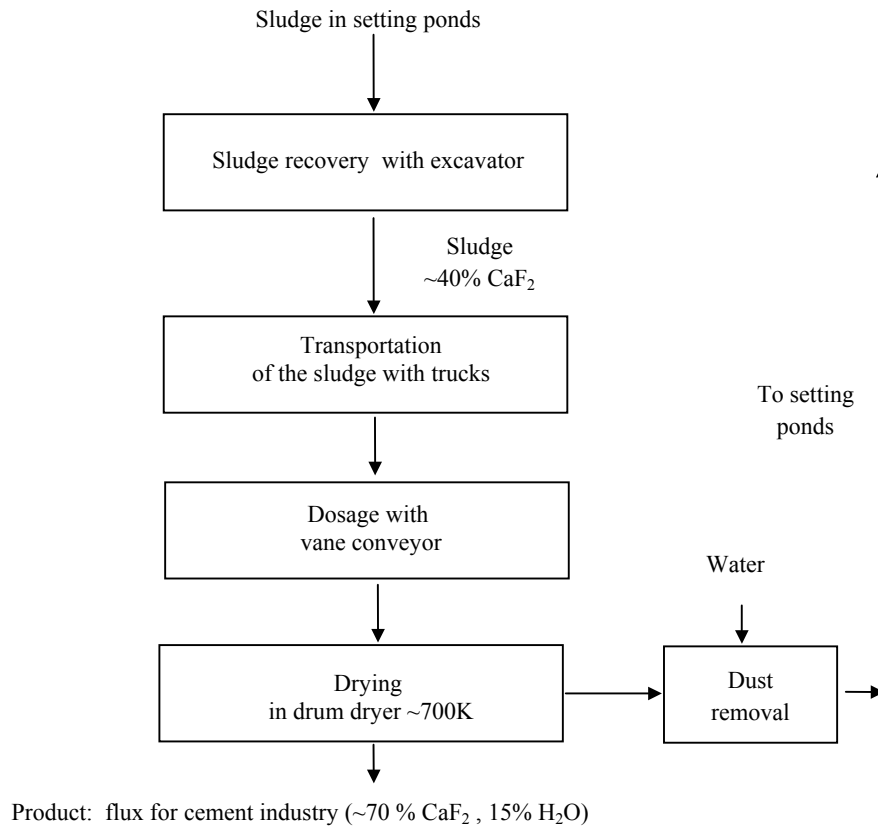 Sludge in setting ponds
Sludge recovery with excavator
Sludge
~40% CaF₂
Transportation
of the sludge with trucks
To setting
ponds
Dosage with
vane conveyor
Water
Drying
in drum dryer ~700K
Dust
removal
Product: flux for cement industry (~70 % CaF₂ , 15% H₂O)